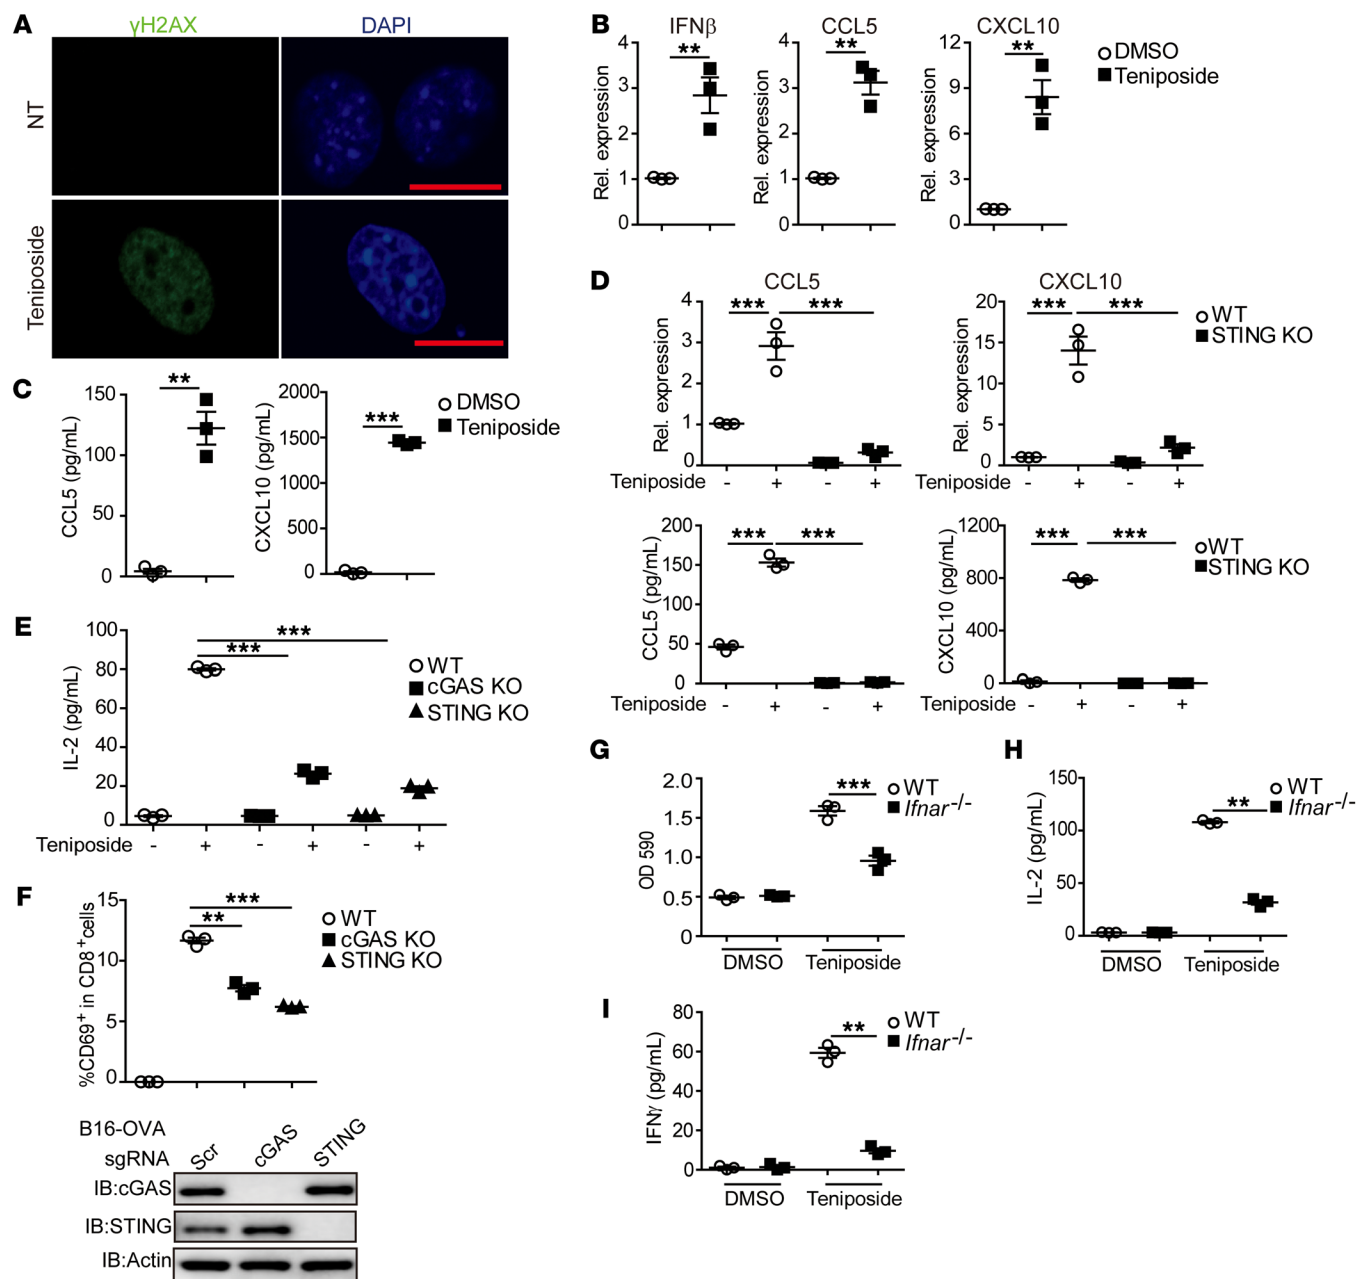 A
γH2AX
DAPI
NT
Teniposide
B
IFNβ
CCL5
CXCL10
DMSO
Teniposide
Rel. expression
4
3
2
1
0
Rel. expression
4
3
2
1
0
Rel. expression
12
9
6
3
0
**
**
**
C
CCL5 (pg/mL)
150
100
50
0
**
CXCL10 (pg/mL)
2000
1500
1000
500
0
***
DMSO
Teniposide
D
CCL5
CXCL10
Rel. expression
4
3
2
1
0
*** ***
Teniposide - + - +
Rel. expression
20
15
10
5
0
*** ***
Teniposide - + - +
WT
STING KO
CCL5 (pg/mL)
200
150
100
50
0
*** ***
Teniposide - + - +
CXCL10 (pg/mL)
1200
800
400
0
*** ***
Teniposide - + - +
WT
STING KO
E
IL-2 (pg/mL)
100
80
60
40
20
0
***
***
Teniposide - + - + - +
WT
cGAS KO
STING KO
F
%CD69+ in CD8+cells
15
10
5
0
***
**
WT
cGAS KO
STING KO
B16-OVA
sgRNA
Scr
cGAS
STING
IB:cGAS
IB:STING
IB:Actin
G
OD 590
2.0
1.5
1.0
0.5
0
***
WT
Ifnar-/-
DMSO Teniposide
H
IL-2 (pg/mL)
150
100
50
0
**
WT
Ifnar-/-
DMSO Teniposide
I
IFNγ (pg/mL)
80
60
40
20
0
**
WT
Ifnar-/-
DMSO Teniposide